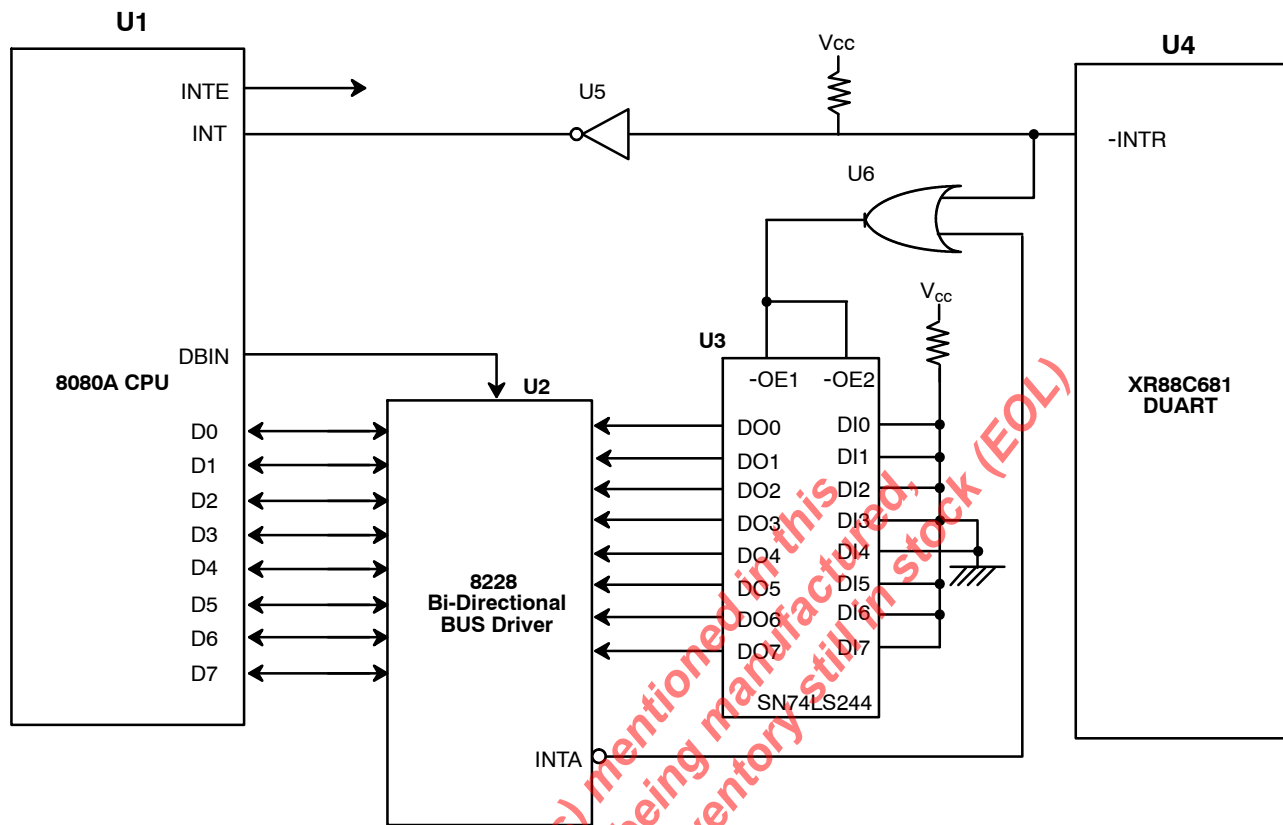 U1
U4
Vcc
INTE
U5
INT
-INTR
U6
Vcc
DBIN
U3
8080A CPU
U2
-OE1 -OE2
XR88C681
DUART
D0
D1
D2
D3
D4
D5
D6
D7
DO0 DI0
DO1 DI1
DO2 DI2
DO3 DI3
DO4 DI4
DO5 DI5
DO6 DI6
DO7 DI7
8228
Bi-Directional
BUS Driver
SN74LS244
INTA
s) mentioned in this
being manufactured,
entory still in stock (EOL)